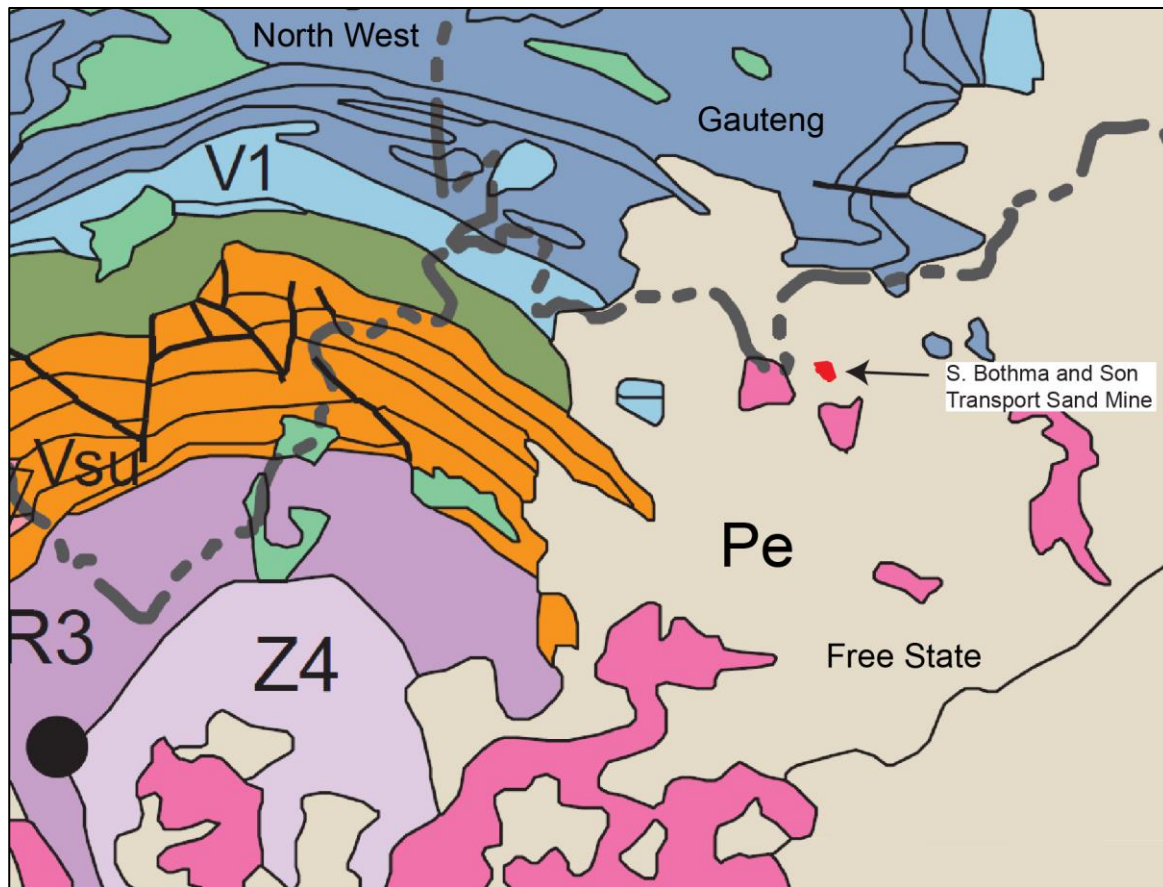 North West
Gauteng
V1
S. Bothma and Son
Transport Sand Mine
Vsu
Pe
R3
Z4
Free State